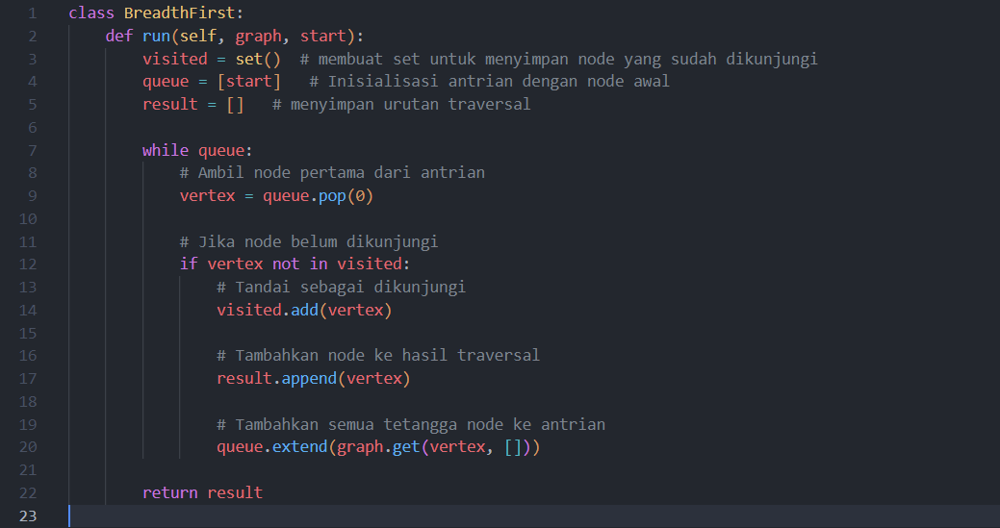 1 class BreadthFirst:
2     def run(self, graph, start):
3         visited = set()  # membuat set untuk menyimpan node yang sudah dikunjungi
4         queue = [start]   # Inisialisasi antrian dengan node awal
5         result = []   # menyimpan urutan traversal
6
7         while queue:
8             # Ambil node pertama dari antrian
9             vertex = queue.pop(0)
10
11             # Jika node belum dikunjungi
12             if vertex not in visited:
13                 # Tandai sebagai dikunjungi
14                 visited.add(vertex)
15
16                 # Tambahkan node ke hasil traversal
17                 result.append(vertex)
18
19                 # Tambahkan semua tetangga node ke antrian
20                 queue.extend(graph.get(vertex, []))
21
22         return result
23